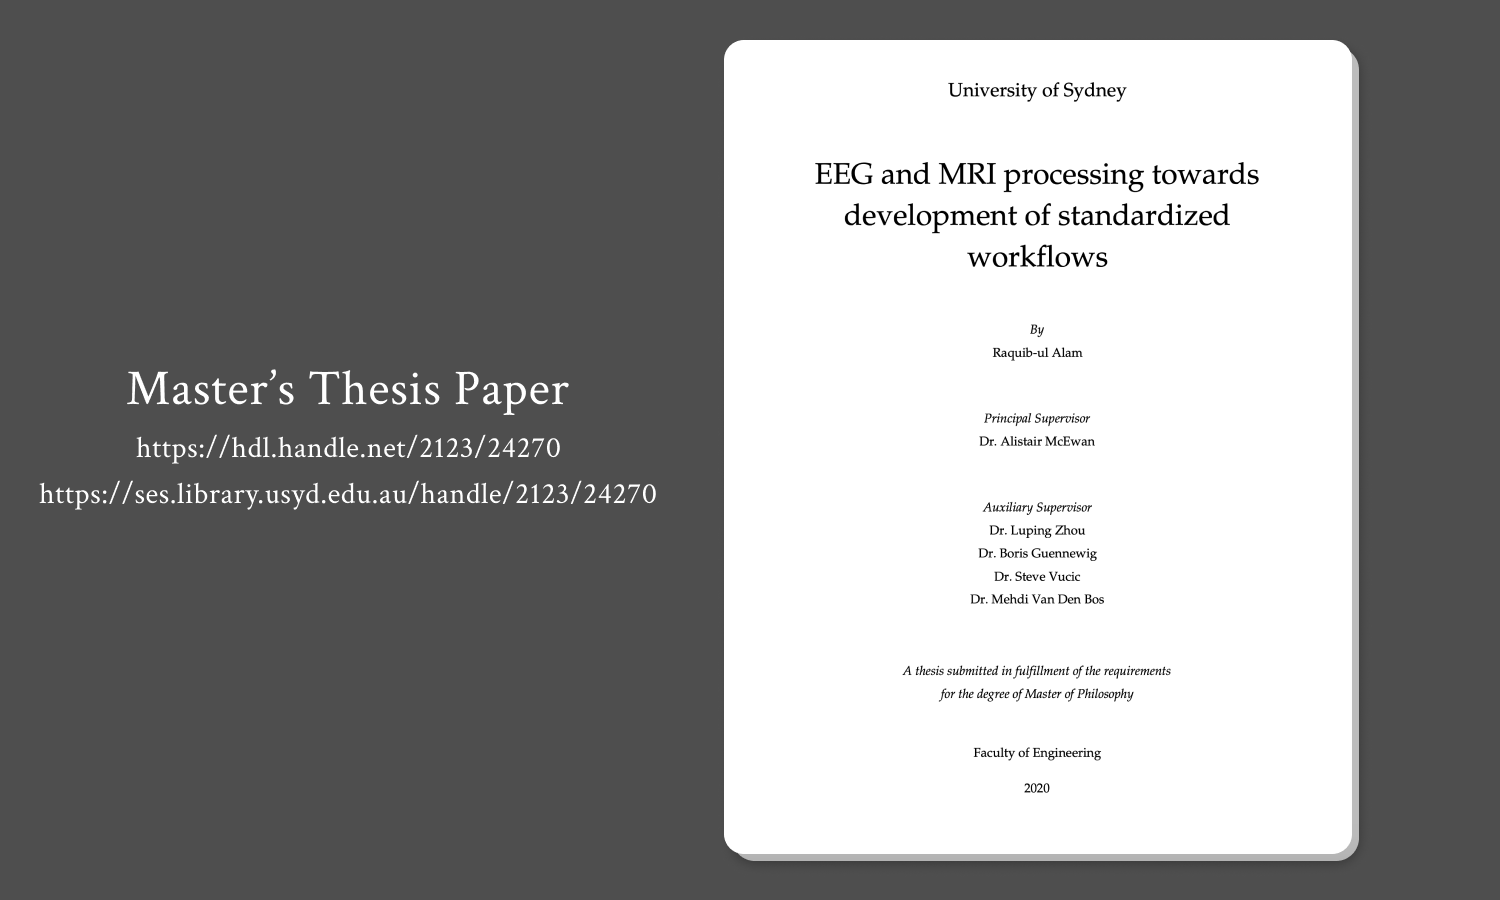 Master’s Thesis Paper
https://hdl.handle.net/2123/24270
https://ses.library.usyd.edu.au/handle/2123/24270
University of Sydney
EEG and MRI processing towards
development of standardized
workflows
By
Raquib-ul Alam
Principal Supervisor
Dr. Alistair McEwan
Auxiliary Supervisor
Dr. Luping Zhou
Dr. Boris Guennewig
Dr. Steve Vucic
Dr. Mehdi Van Den Bos
A thesis submitted in fulfillment of the requirements
for the degree of Master of Philosophy
Faculty of Engineering
2020